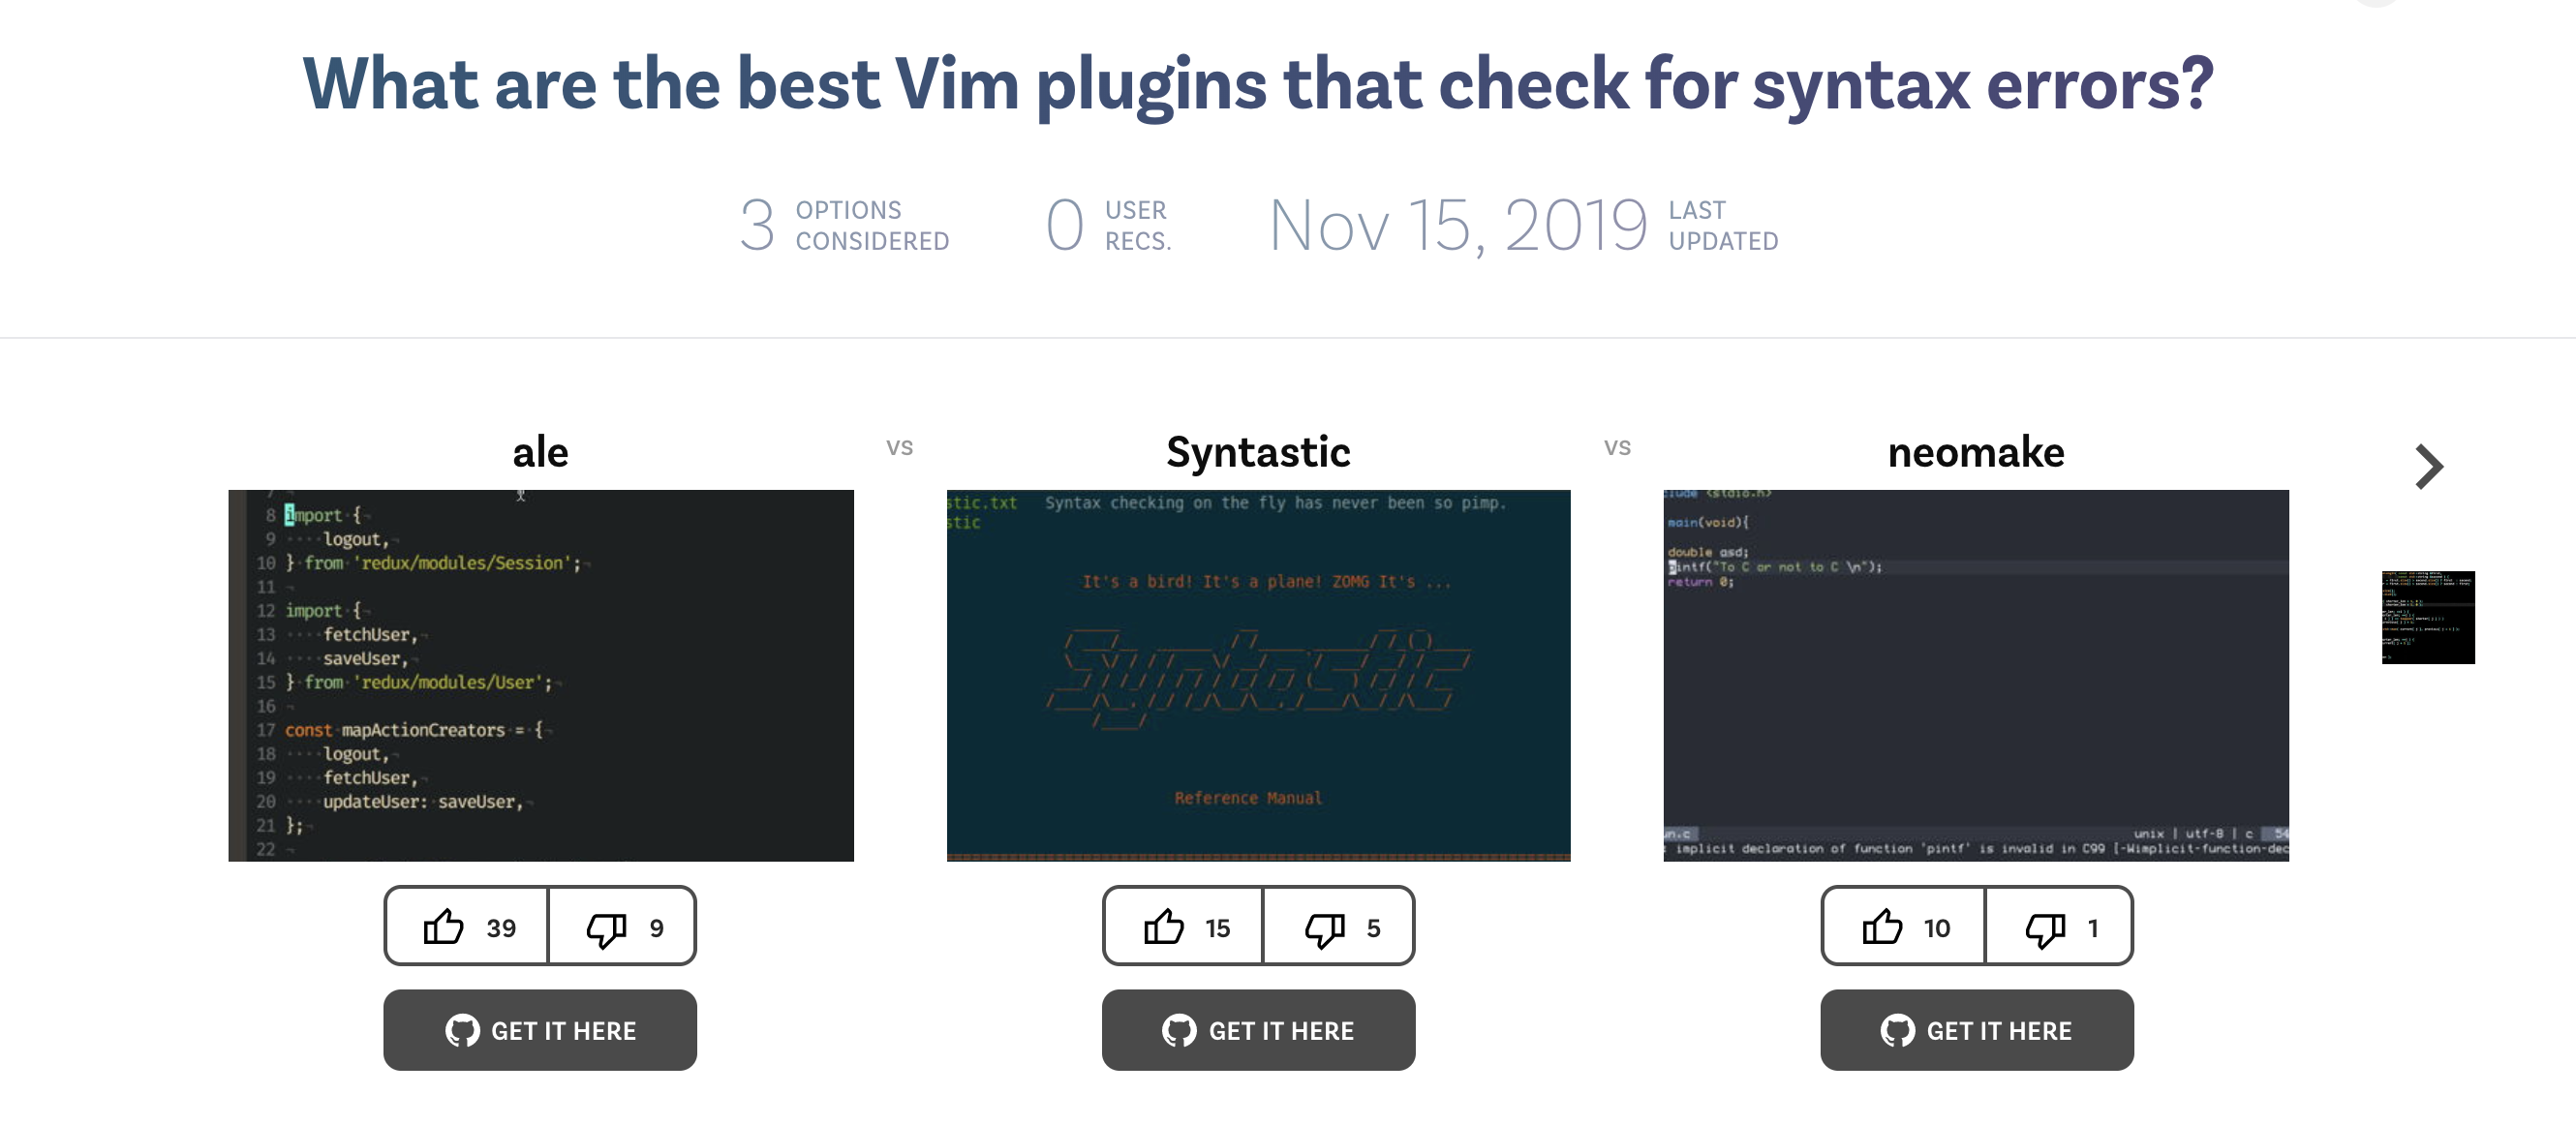 What are the best Vim plugins that check for syntax errors?
3 OPTIONS CONSIDERED
0 USER RECS.
Nov 15, 2019 LAST UPDATED
ale
vs
Syntastic
vs
neomake
7
8 import {
9 logout,
10 } from 'redux/modules/Session';
11
12 import {
13 fetchUser,
14 saveUser,
15 } from 'redux/modules/User';
16
17 const mapActionCreators = {
18 logout,
19 fetchUser,
20 updateUser: saveUser,
21 };
22
stic.txt Syntax checking on the fly has never been so pimp.
stic
It's a bird! It's a plane! ZOMG It's ...
Syntastic
Reference Manual
clude <stdio.h>
main(void){
double asd;
pintf("To C or not to C \n");
return 0;
un.c unix | utf-8 | c 54
: implicit declaration of function 'pintf' is invalid in C99 [-Wimplicit-function-dec
39 9
15 5
10 1
GET IT HERE
GET IT HERE
GET IT HERE